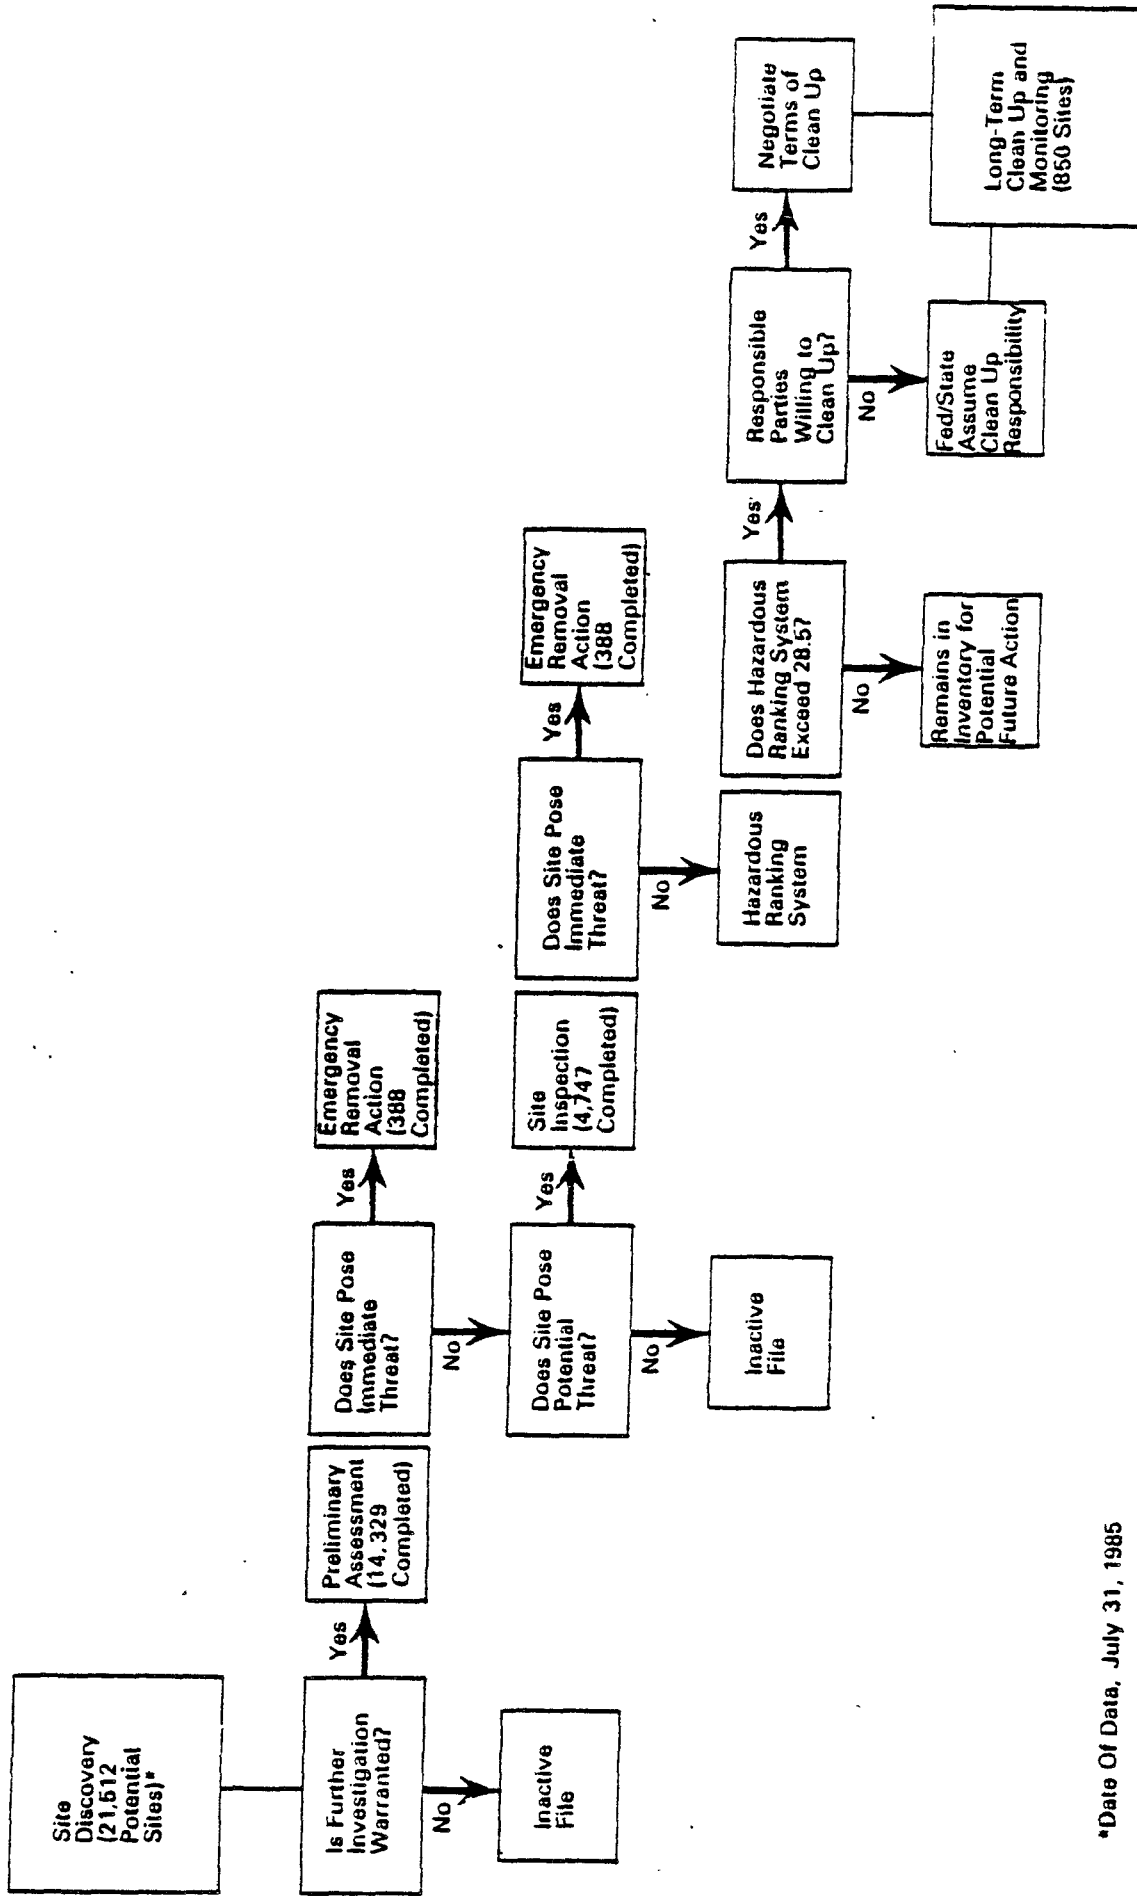 Site
Discovery
(21,512
Potential
Sites)*
Is Further
Investigation
Warranted?
Yes
No
Inactive
File
Preliminary
Assessment
(14,329
Completed)
Does Site Pose
Immediate
Threat?
Yes
Emergency
Removal
Action
(388
Completed)
No
Does Site Pose
Potential
Threat?
Yes
No
Inactive
File
Site
Inspection
(4,747
Completed)
Does Site Pose
Immediate
Threat?
Yes
Emergency
Removal
Action
(388
Completed)
No
Hazardous
Ranking
System
Does Hazardous
Ranking System
Exceed 28.5?
Yes
No
Remains in
Inventory for
Potential
Future Action
Responsible
Parties
Willing to
Clean Up?
Yes
No
Fed/State
Assume
Clean Up
Responsibility
Negotiate
Terms of
Clean Up
Long-Term
Clean Up and
Monitoring
(850 Sites)
*Date Of Data, July 31, 1985